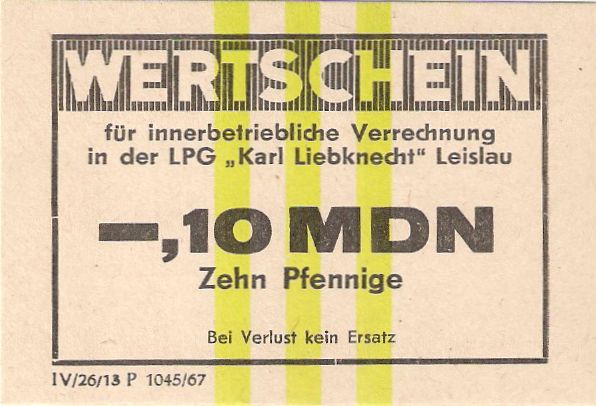 WERTSCHEIN
für innerbetriebliche Verrechnung
in der LPG „Karl Liebknecht“ Leislau
—,10 MDN
Zehn Pfennige
Bei Verlust kein Ersatz
IV/26/13 P 1045/67